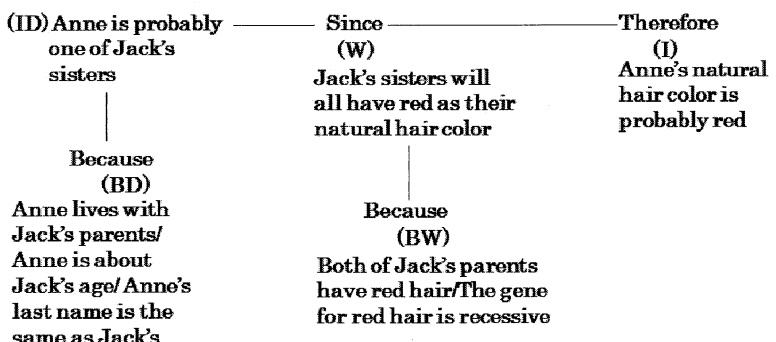 (ID) Anne is probably
one of Jack's
sisters
Since
(W)
Jack's sisters will
all have red as their
natural hair color
Therefore
(I)
Anne's natural
hair color is
probably red
Because
(BD)
Anne lives with
Jack's parents/
Anne is about
Jack's age/ Anne's
last name is the
same as Jack's
Because
(BW)
Both of Jack's parents
have red hair/The gene
for red hair is recessive